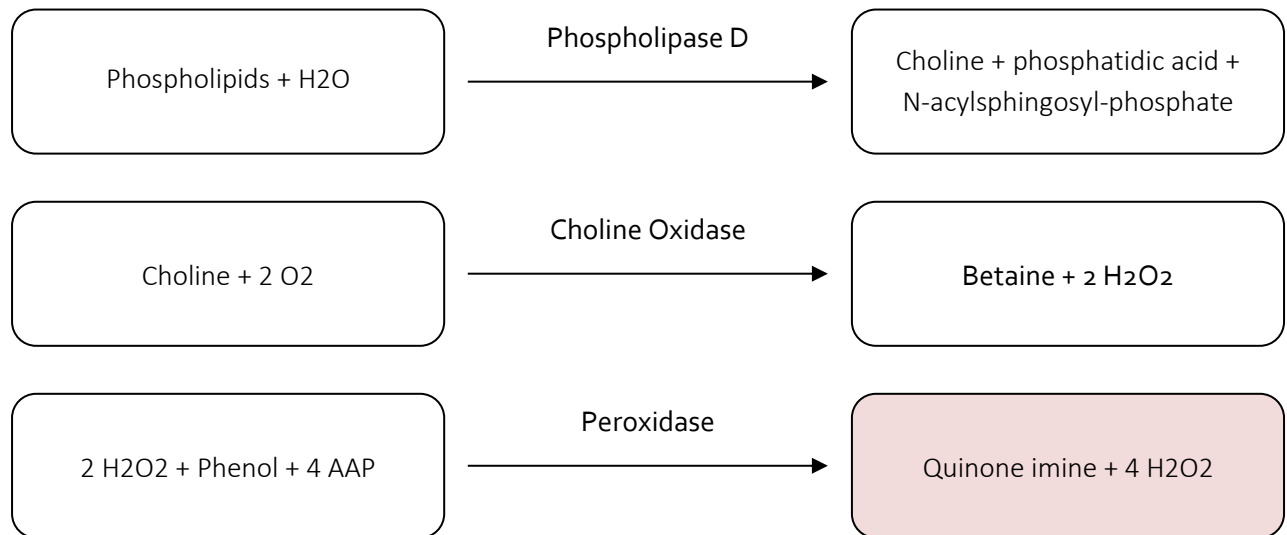 Phospholipids + H2O
Phospholipase D
Choline + phosphatidic acid +
N-acylsphingosyl-phosphate
Choline + 2 O2
Choline Oxidase
Betaine + 2 H2O2
2 H2O2 + Phenol + 4 AAP
Peroxidase
Quinone imine + 4 H2O2